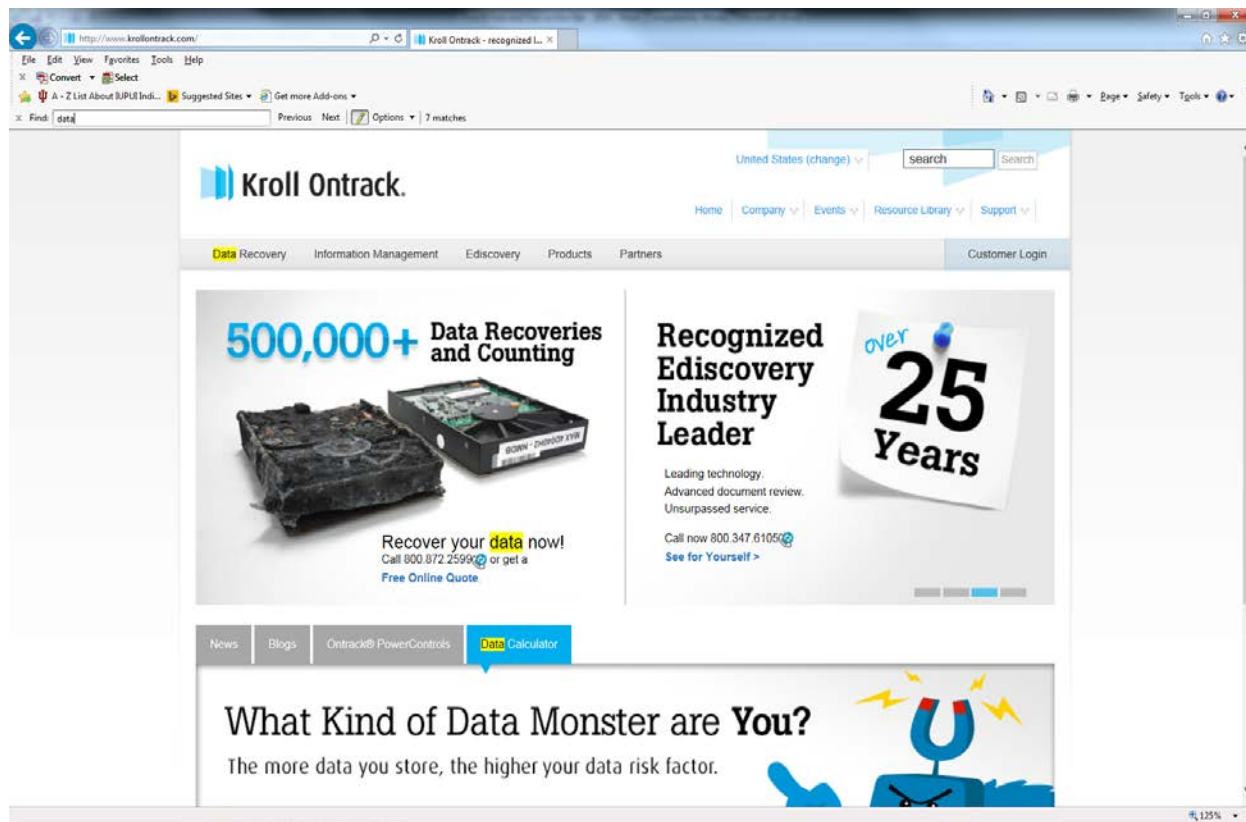 http://www.krollontrack.com/
Kroll Ontrack - recognized l...
File Edit View Favorites Tools Help
x Convert Select
A - Z List About IUPUI Indi... Suggested Sites Get more Add-ons
Page Safety Tools
x Find: data Previous Next Options 7 matches
United States (change) search Search
Kroll Ontrack.
Home Company Events Resource Library Support
Data Recovery Information Management Ediscovery Products Partners Customer Login
500,000+ Data Recoveries
and Counting
MAX 4D040H2 - NMDB
Recover your data now!
Call 800.872.2599 or get a
Free Online Quote
Recognized
Ediscovery
Industry
Leader
over
25
Years
Leading technology.
Advanced document review.
Unsurpassed service.
Call now 800.347.6105
See for Yourself >
News Blogs Ontrack® PowerControls Data Calculator
What Kind of Data Monster are You?
The more data you store, the higher your data risk factor.
125%